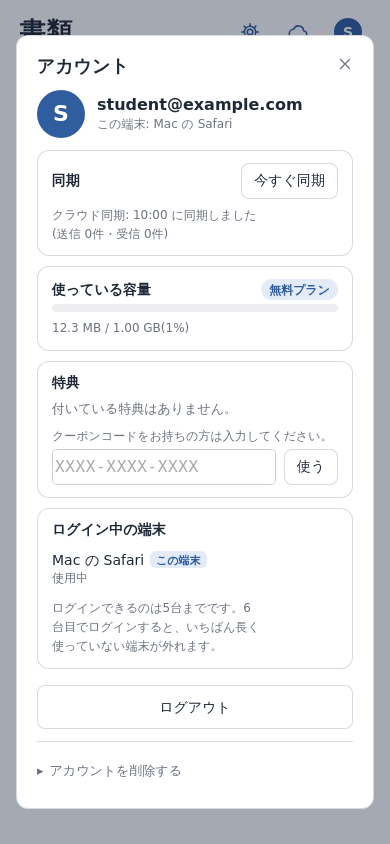 書類
S
アカウント
×
S
student@example.com
この端末: Mac の Safari
同期
今すぐ同期
クラウド同期: 10:00 に同期しました
(送信 0件・受信 0件)
使っている容量
無料プラン
12.3 MB / 1.00 GB(1%)
特典
付いている特典はありません。
クーポンコードをお持ちの方は入力してください。
XXXX-XXXX-XXXX
使う
ログイン中の端末
Mac の Safari この端末
使用中
ログインできるのは5台までです。6
台目でログインすると、いちばん長く
使っていない端末が外れます。
ログアウト
▸ アカウントを削除する